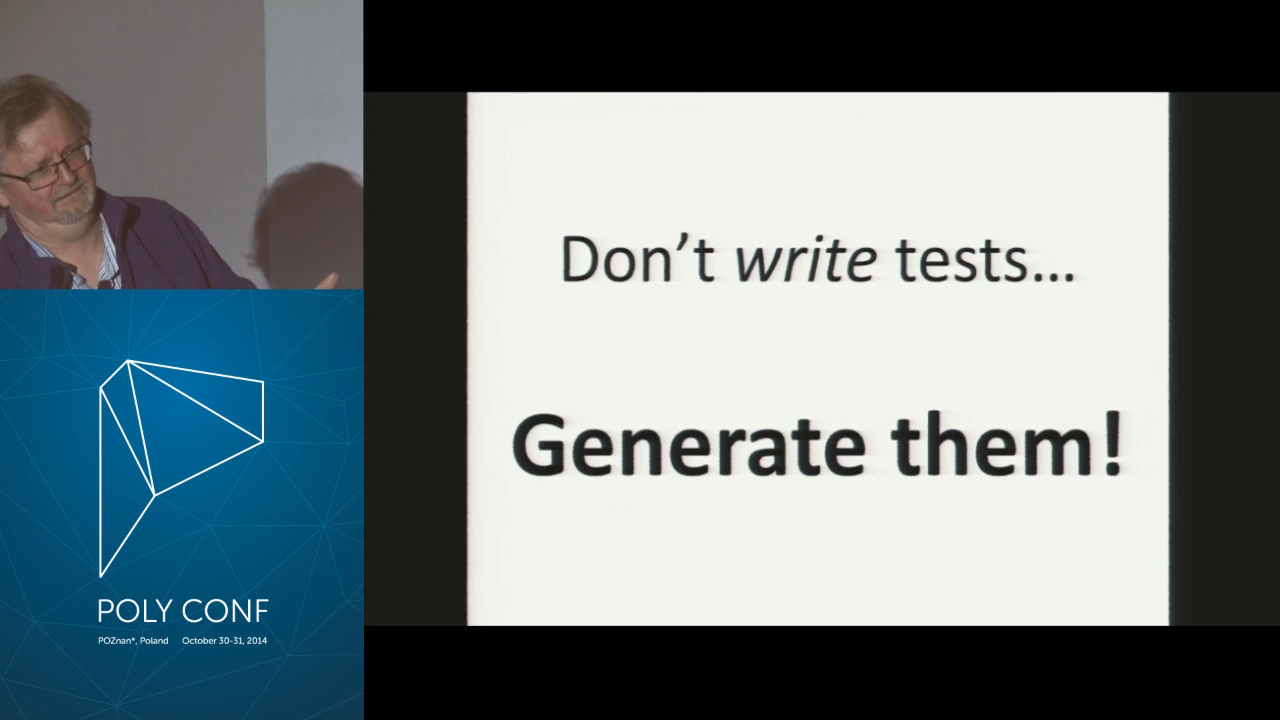 Don’t write tests…
Generate them!
POLY CONF
POZnan*, Poland October 30-31, 2014